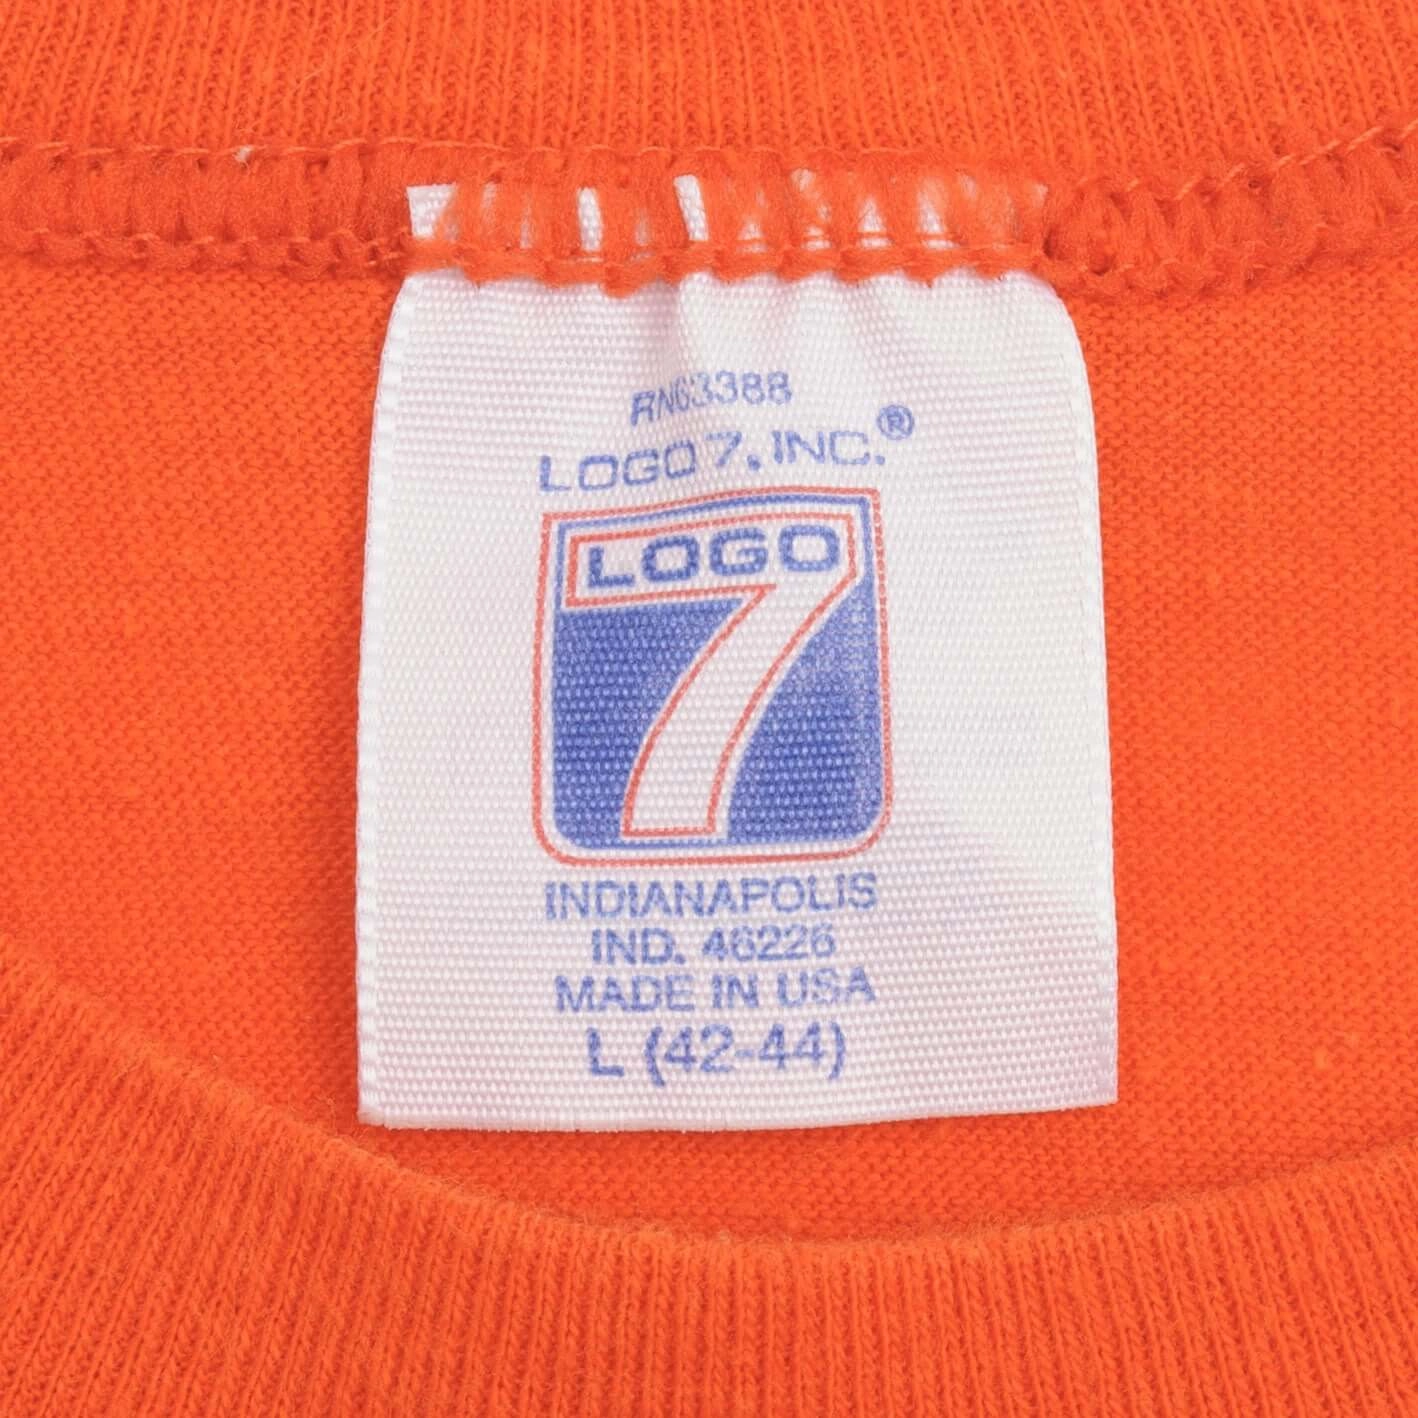 RN63388
LOGO 7, INC.®
LOGO
7
INDIANAPOLIS
IND. 46226
MADE IN USA
L (42-44)